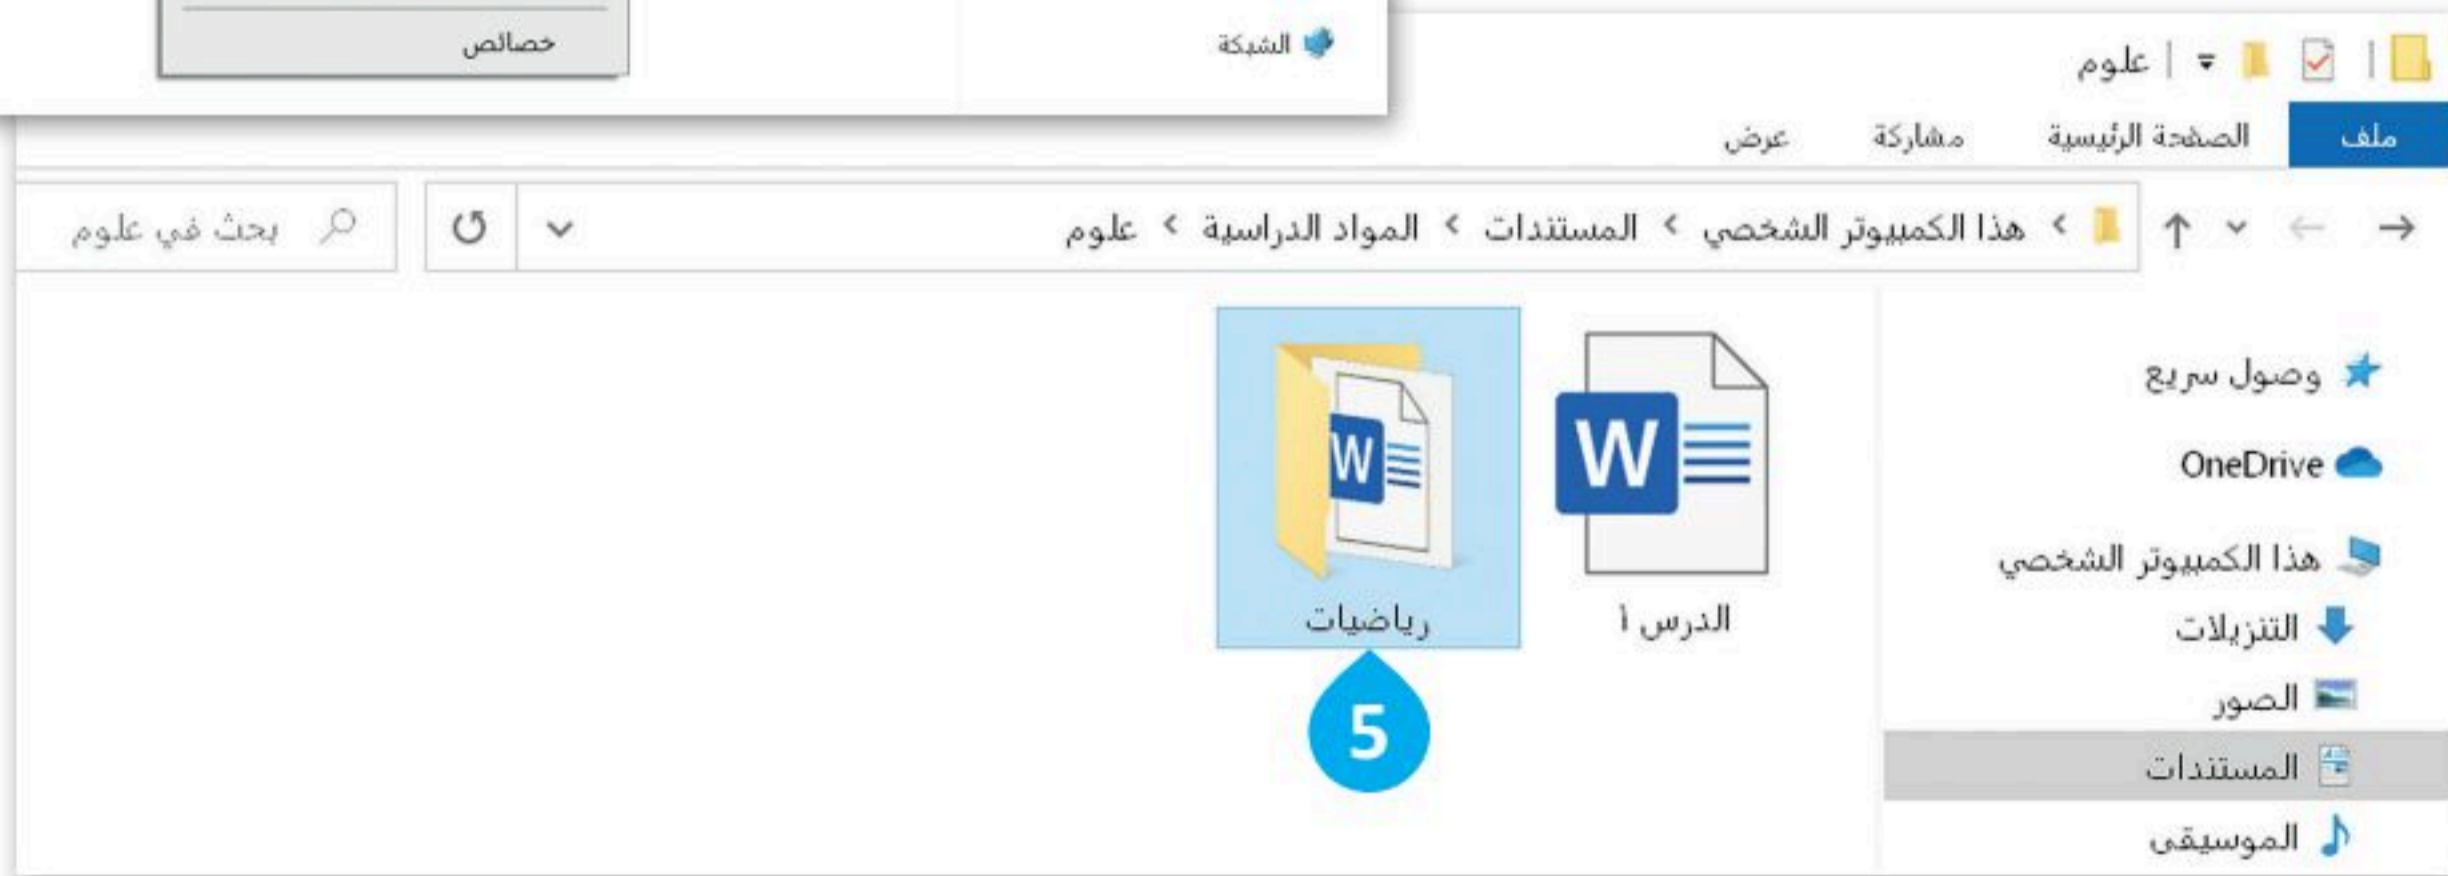 خصائص
الشبكة
علوم
ملف الصفحة الرئيسية مشاركة عرض
هذا الكمبيوتر الشخصي > المستندات > المواد الدراسية > علوم
بحث في علوم
وصول سريع
OneDrive
هذا الكمبيوتر الشخصي
التنزيلات
الصور
المستندات
الموسيقى
W
الدرس ١
W
رياضيات
5